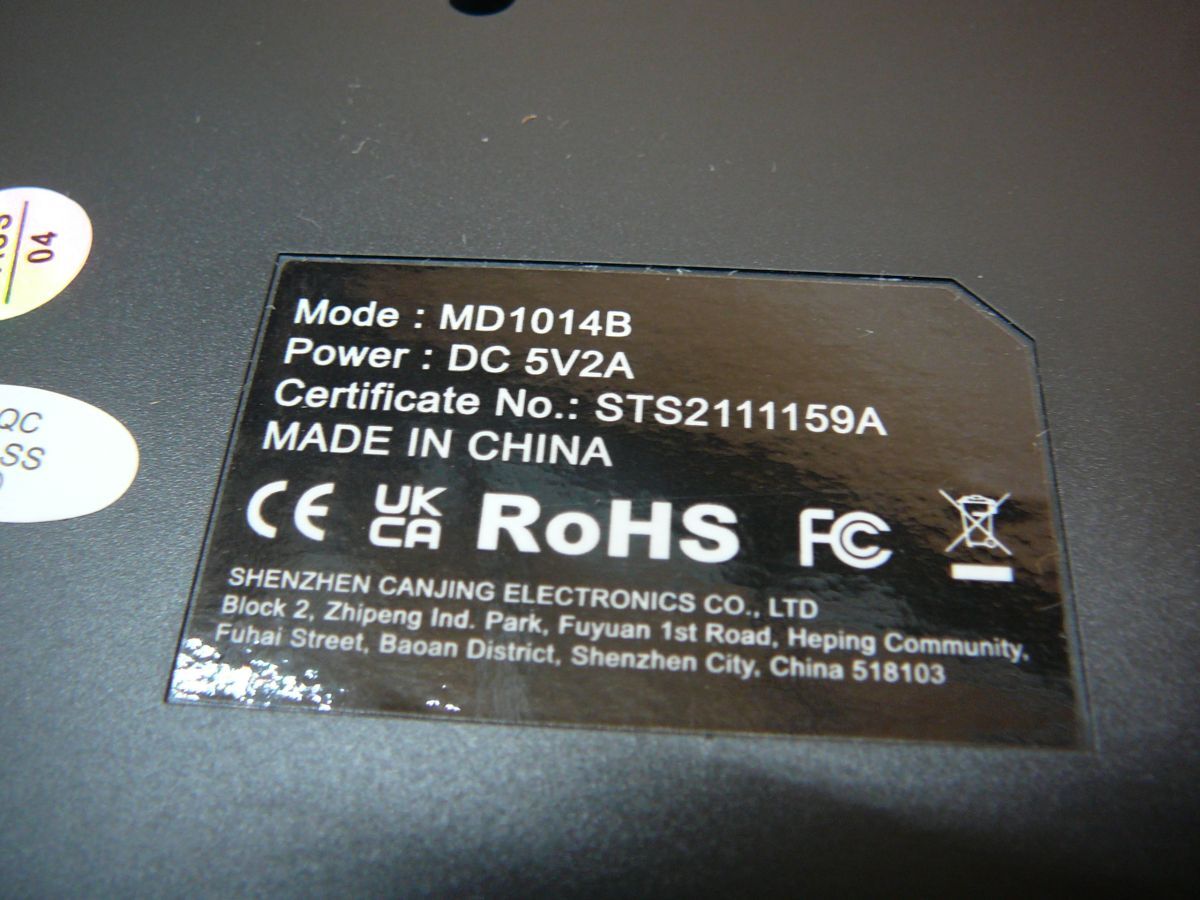 04
QC
SS
Mode : MD1014B
Power : DC 5V2A
Certificate No.: STS2111159A
MADE IN CHINA
CE UKCA RoHS FC
SHENZHEN CANJING ELECTRONICS CO., LTD
Block 2, Zhipeng Ind. Park, Fuyuan 1st Road, Heping Community,
Fuhai Street, Baoan District, Shenzhen City, China 518103